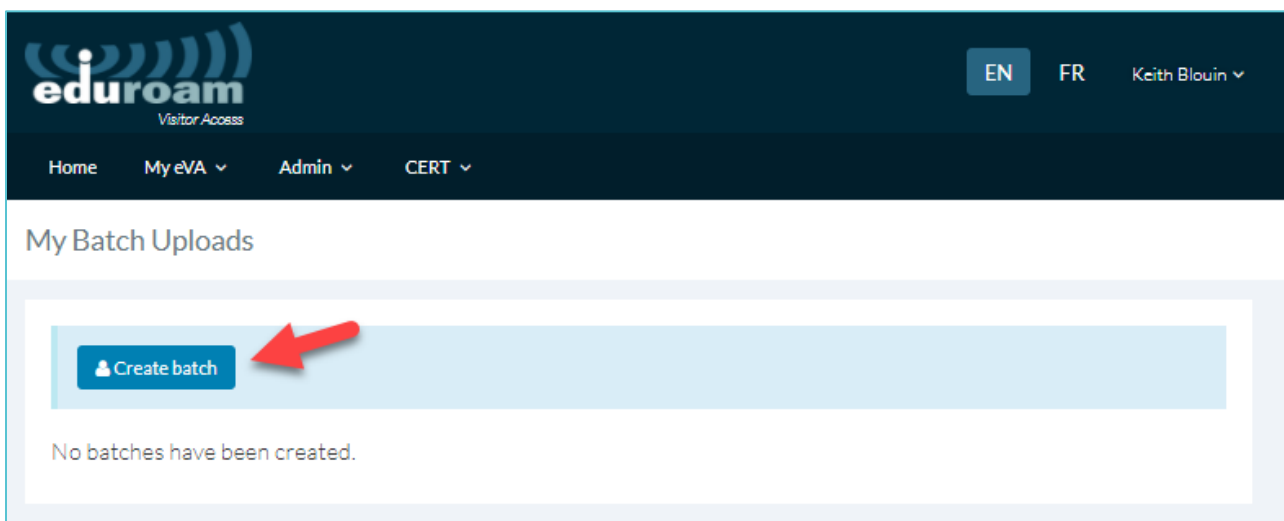 eduroam
Visitor Access
EN FR Keith Blouin
Home My eVA Admin CERT
My Batch Uploads
Create batch
No batches have been created.